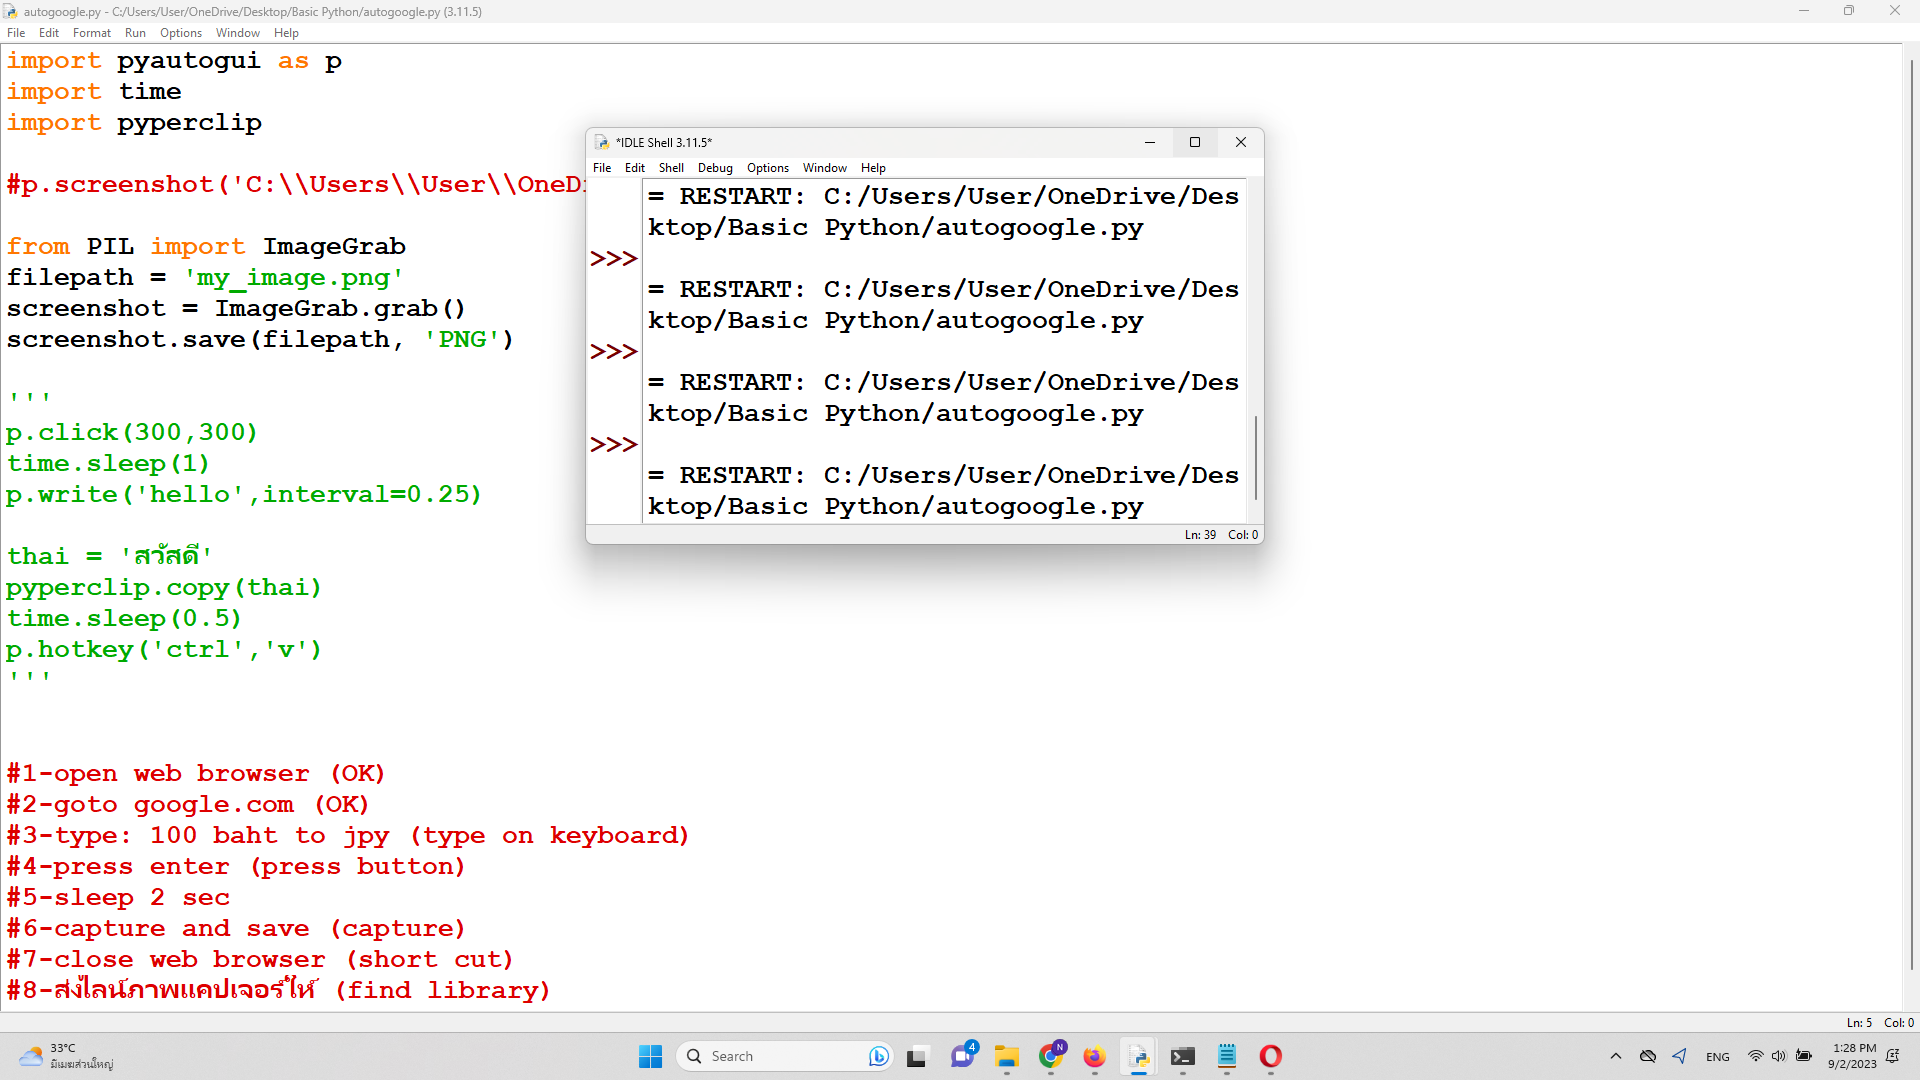 autogoogle.py - C:/Users/User/OneDrive/Desktop/Basic Python/autogoogle.py (3.11.5)
File Edit Format Run Options Window Help
import pyautogui as p
import time
import pyperclip
#p.screenshot('C:\\Users\\User\\OneD
from PIL import ImageGrab
filepath = 'my_image.png'
screenshot = ImageGrab.grab()
screenshot.save(filepath, 'PNG')
'''
p.click(300,300)
time.sleep(1)
p.write('hello',interval=0.25)
thai = 'สวัสดี'
pyperclip.copy(thai)
time.sleep(0.5)
p.hotkey('ctrl','v')
'''
#1-open web browser (OK)
#2-goto google.com (OK)
#3-type: 100 baht to jpy (type on keyboard)
#4-press enter (press button)
#5-sleep 2 sec
#6-capture and save (capture)
#7-close web browser (short cut)
#8-ส่งไลน์ภาพแคปเจอร์ให้ (find library)
*IDLE Shell 3.11.5*
File Edit Shell Debug Options Window Help
= RESTART: C:/Users/User/OneDrive/Des
ktop/Basic Python/autogoogle.py
>>>
= RESTART: C:/Users/User/OneDrive/Des
ktop/Basic Python/autogoogle.py
>>>
= RESTART: C:/Users/User/OneDrive/Des
ktop/Basic Python/autogoogle.py
>>>
= RESTART: C:/Users/User/OneDrive/Des
ktop/Basic Python/autogoogle.py
Ln: 39 Col: 0
Ln: 5 Col: 0
33°C
มีเมฆส่วนใหญ่
Search
4
N
ENG
1:28 PM
9/2/2023